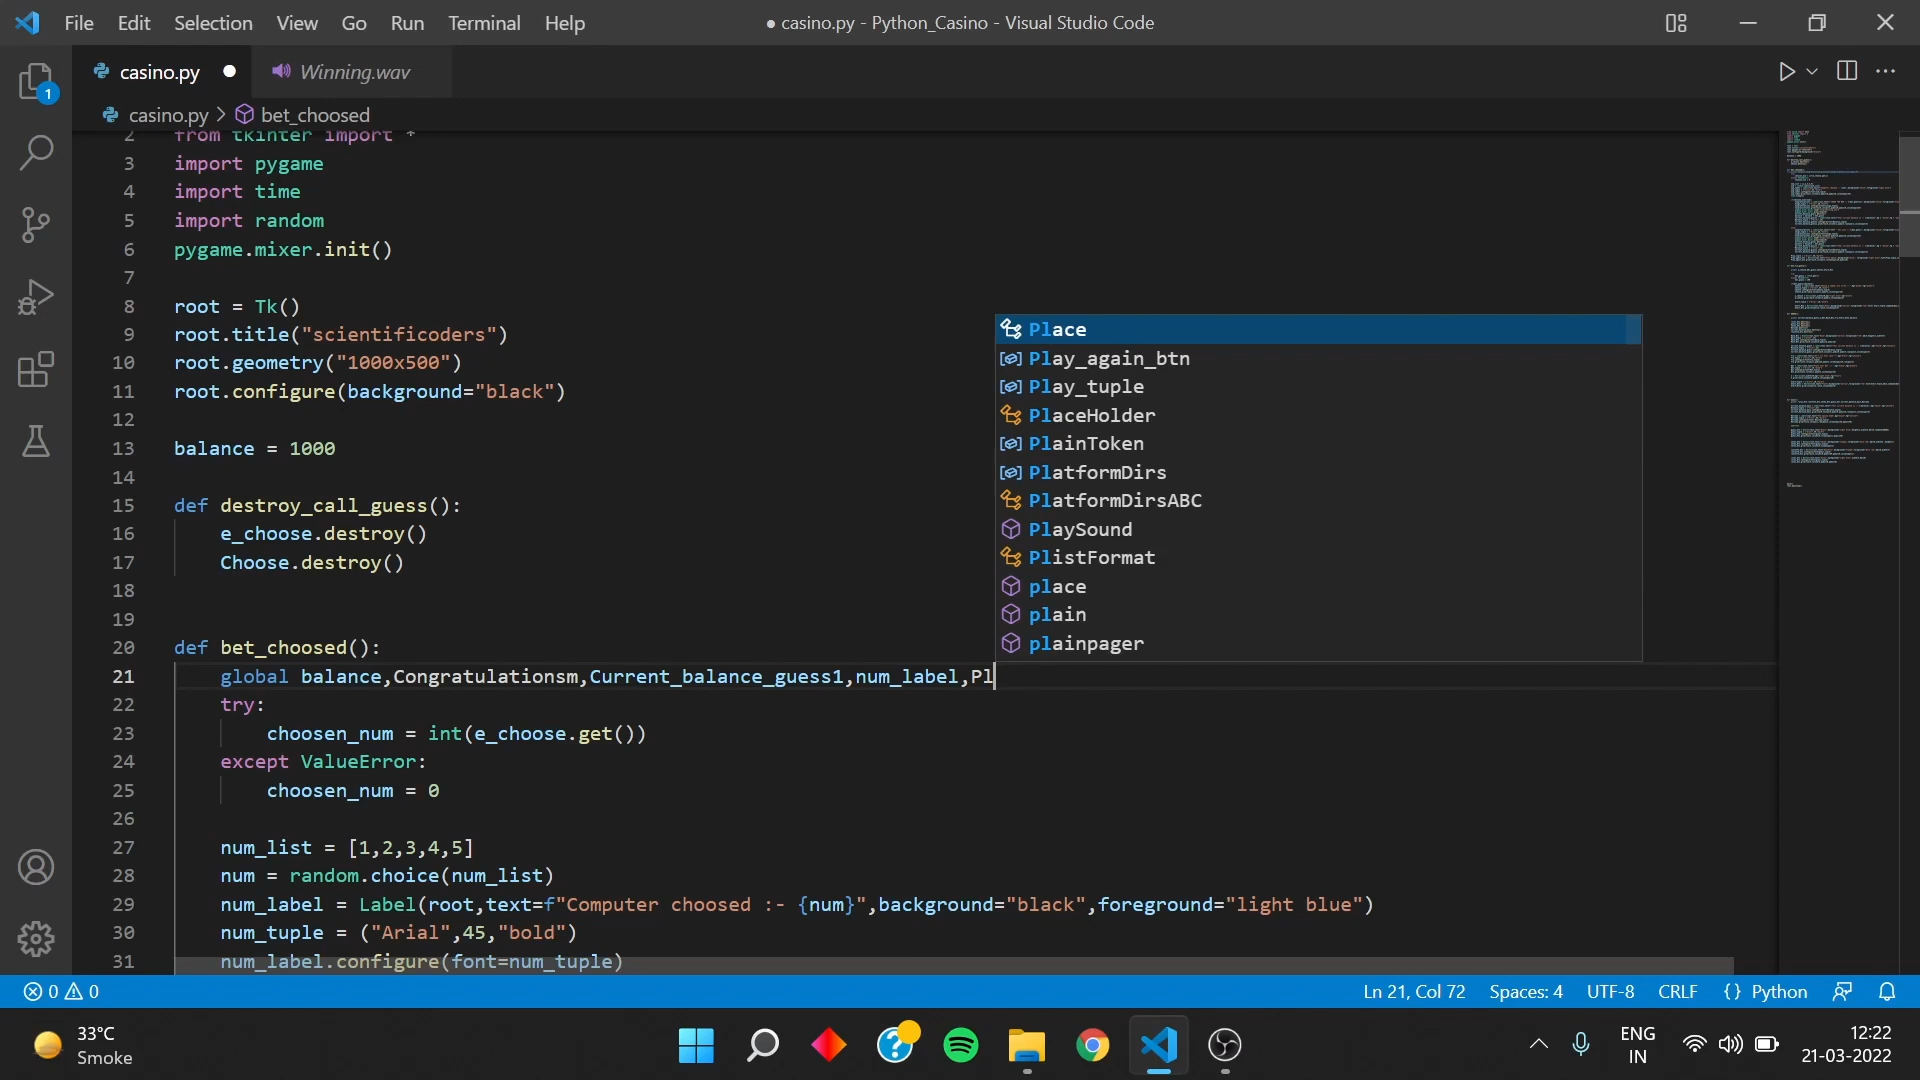 File Edit Selection View Go Run Terminal Help
● casino.py - Python_Casino - Visual Studio Code
casino.py Winning.wav
1
casino.py > bet_choosed
2 from tkinter import *
3 import pygame
4 import time
5 import random
6 pygame.mixer.init()
7
8 root = Tk()
9 root.title("scientificoders")
10 root.geometry("1000x500")
11 root.configure(background="black")
12
13 balance = 1000
14
15 def destroy_call_guess():
16 e_choose.destroy()
17 Choose.destroy()
18
19
20 def bet_choosed():
21 global balance,Congratulationsm,Current_balance_guess1,num_label,Pl
22 try:
23 choosen_num = int(e_choose.get())
24 except ValueError:
25 choosen_num = 0
26
27 num_list = [1,2,3,4,5]
28 num = random.choice(num_list)
29 num_label = Label(root,text=f"Computer choosed :- {num}",background="black",foreground="light blue")
30 num_tuple = ("Arial",45,"bold")
31 num_label.configure(font=num_tuple)
Place
Play_again_btn
Play_tuple
PlaceHolder
PlainToken
PlatformDirs
PlatformDirsABC
PlaySound
PlistFormat
place
plain
plainpager
0 0 Ln 21, Col 72 Spaces: 4 UTF-8 CRLF {} Python
33°C
Smoke
ENG
IN
12:22
21-03-2022